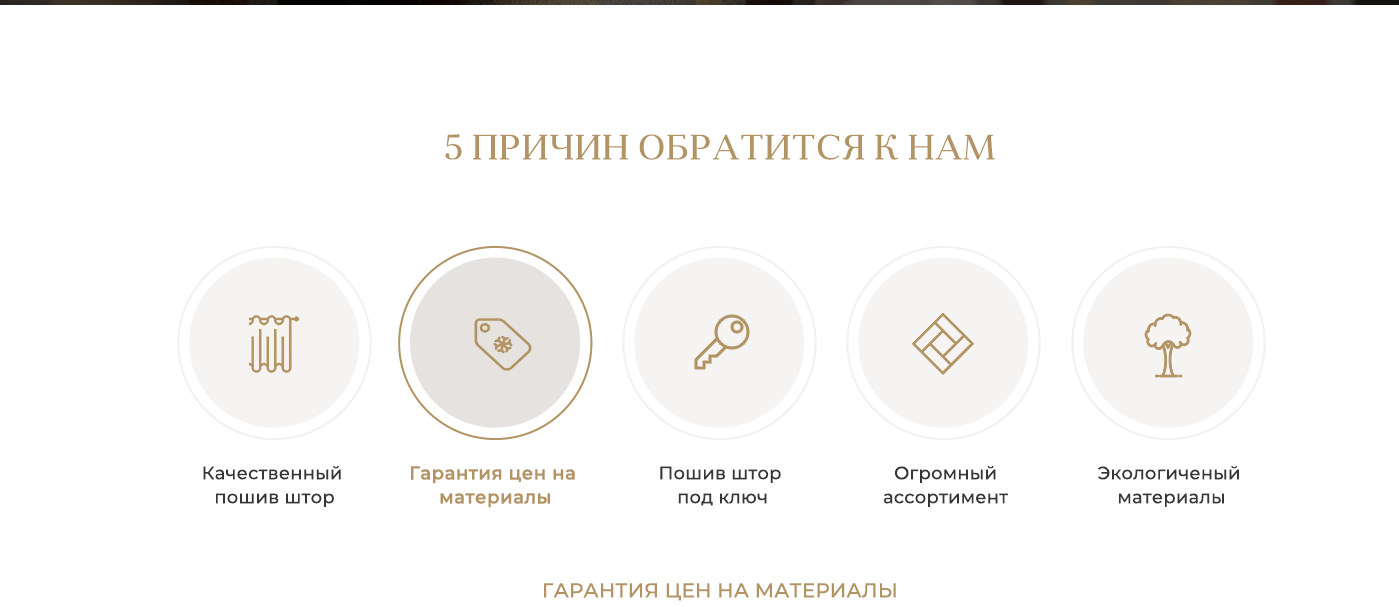 5 ПРИЧИН ОБРАТИТСЯ К НАМ
Качественный
пошив штор
Гарантия цен на
материалы
Пошив штор
под ключ
Огромный
ассортимент
Экологиченый
материалы
ГАРАНТИЯ ЦЕН НА МАТЕРИАЛЫ